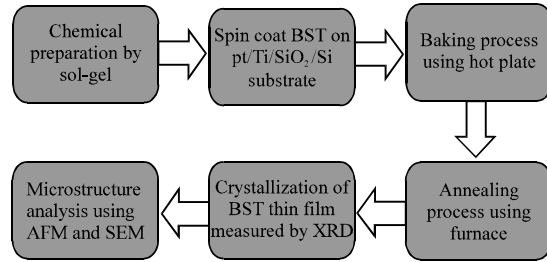 Chemical
preparation by
sol-gel
Spin coat BST on
pt/Ti/SiO₂/Si
substrate
Baking process
using hot plate
Annealing
process using
furnace
Crystallization of
BST thin film
measured by XRD
Microstructure
analysis using
AFM and SEM